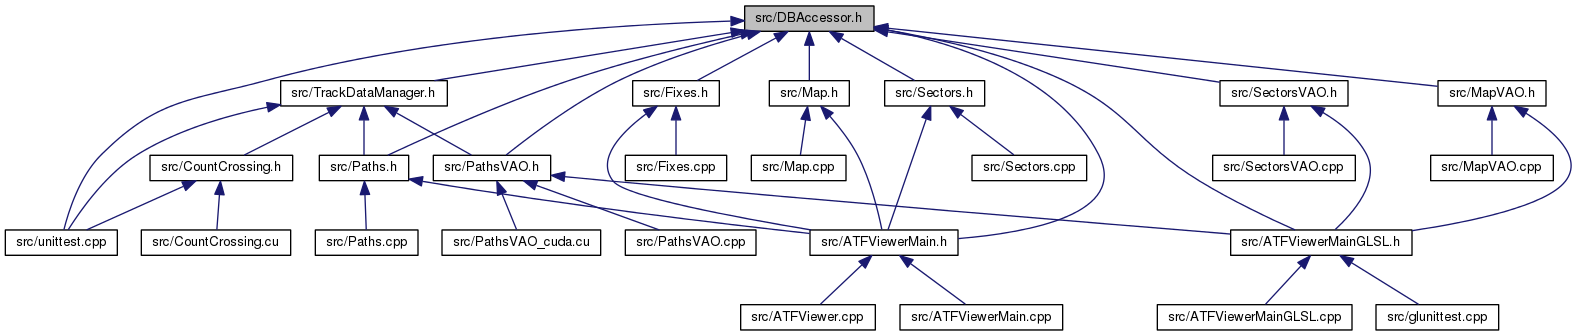 src/DBAccessor.h
src/TrackDataManager.h
src/Fixes.h
src/Map.h
src/Sectors.h
src/SectorsVAO.h
src/MapVAO.h
src/CountCrossing.h
src/Paths.h
src/PathsVAO.h
src/Fixes.cpp
src/Map.cpp
src/Sectors.cpp
src/SectorsVAO.cpp
src/MapVAO.cpp
src/unittest.cpp
src/CountCrossing.cu
src/Paths.cpp
src/PathsVAO_cuda.cu
src/PathsVAO.cpp
src/ATFViewerMain.h
src/ATFViewerMainGLSL.h
src/ATFViewer.cpp
src/ATFViewerMain.cpp
src/ATFViewerMainGLSL.cpp
src/glunittest.cpp